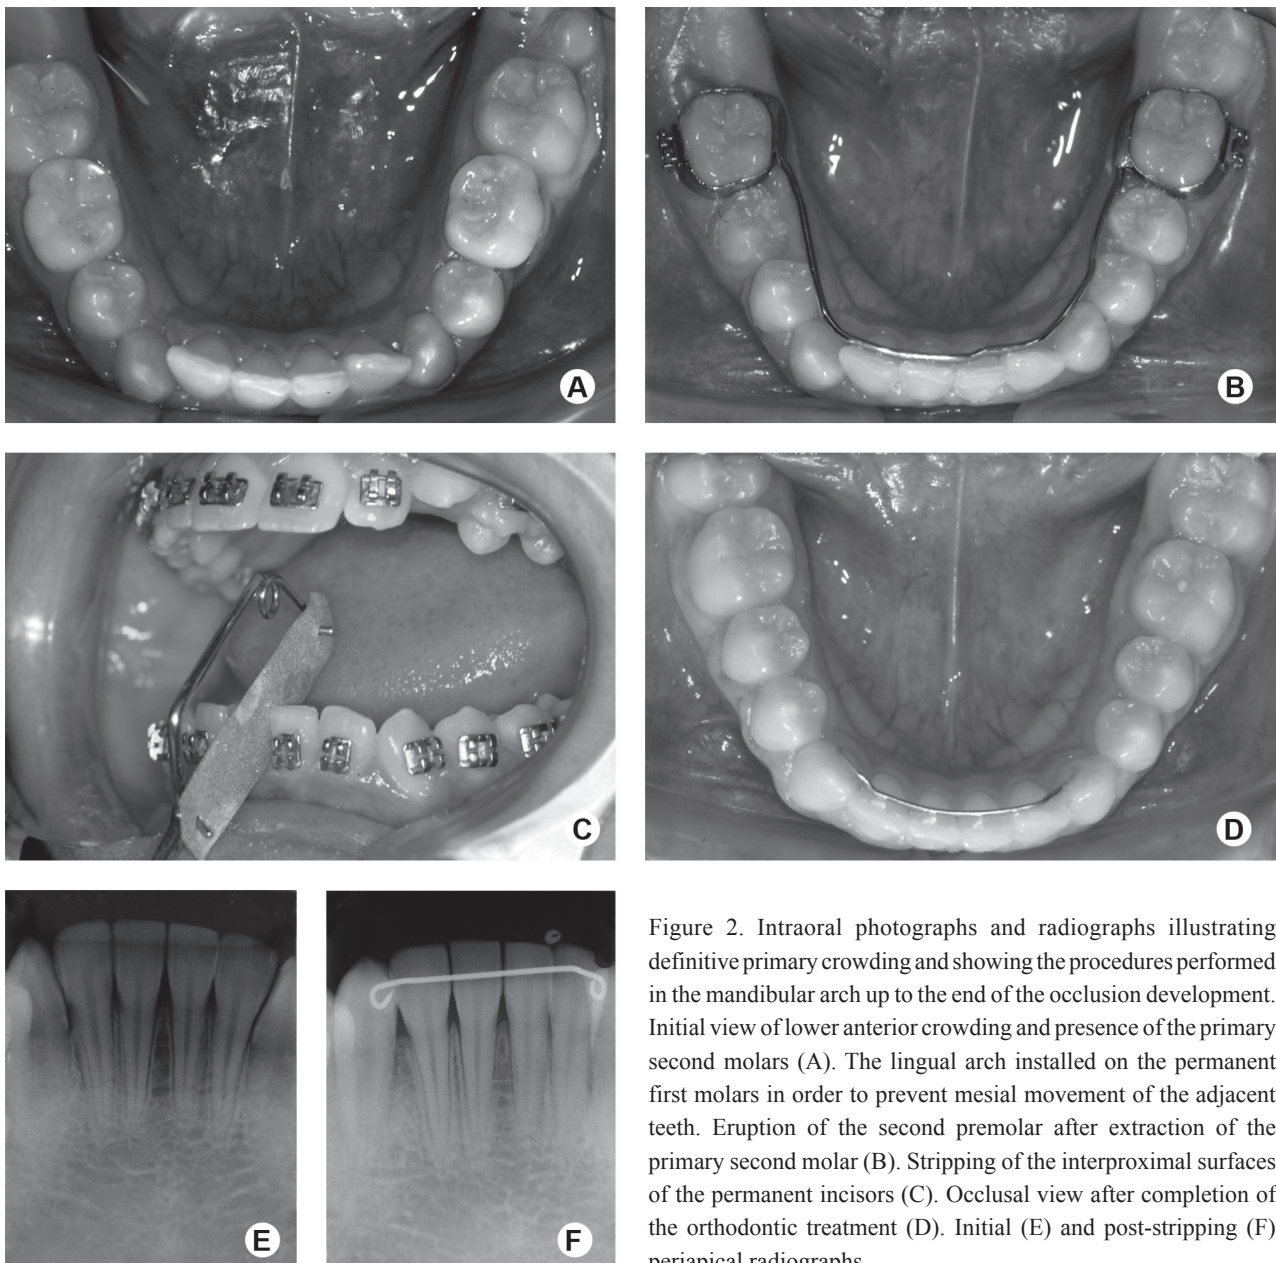 A
B
C
D
E
F
Figure 2. Intraoral photographs and radiographs illustrating
definitive primary crowding and showing the procedures performed
in the mandibular arch up to the end of the occlusion development.
Initial view of lower anterior crowding and presence of the primary
second molars (A). The lingual arch installed on the permanent
first molars in order to prevent mesial movement of the adjacent
teeth. Eruption of the second premolar after extraction of the
primary second molar (B). Stripping of the interproximal surfaces
of the permanent incisors (C). Occlusal view after completion of
the orthodontic treatment (D). Initial (E) and post-stripping (F)
periapical radiographs.